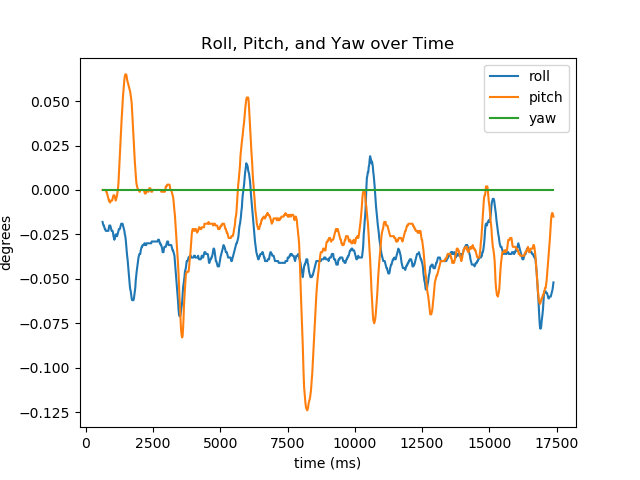 Roll, Pitch, and Yaw over Time
roll
pitch
yaw
degrees
0.050
0.025
0.000
−0.025
−0.050
−0.075
−0.100
−0.125
0 2500 5000 7500 10000 12500 15000 17500
time (ms)